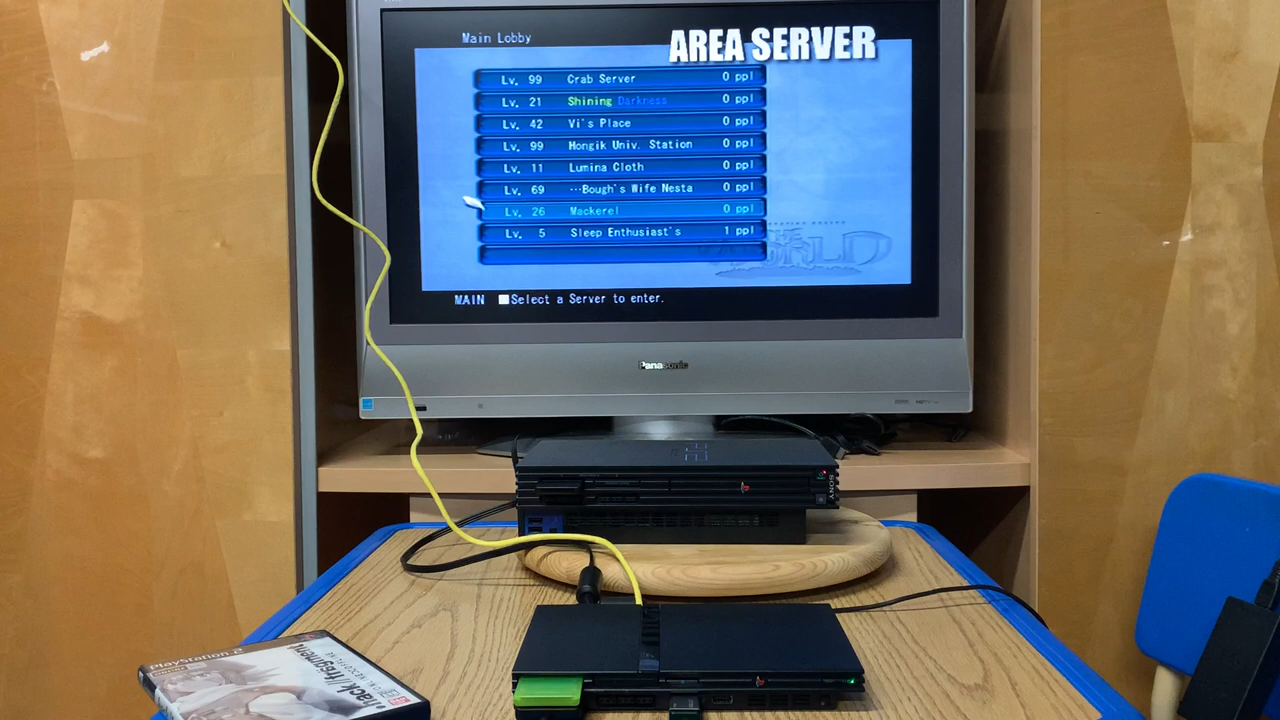 Main Lobby
AREA SERVER
Lv. 99 Crab Server 0 ppl
Lv. 21 Shining Darkness 0 ppl
Lv. 42 Vi's Place 0 ppl
Lv. 99 Hongik Univ. Station 0 ppl
Lv. 11 Lumina Cloth 0 ppl
Lv. 69 …Bough's Wife Nesta 0 ppl
Lv. 26 Mackerel 0 ppl
Lv. 5 Sleep Enthusiast's 1 ppl
THE WORLD
MAIN Select a Server to enter.
Panasonic
SONY
PlayStation 2
.hack//frägment